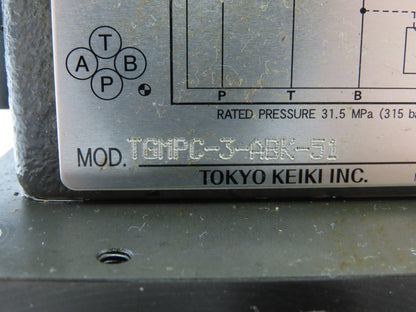 T
A B
P
P T B
RATED PRESSURE 31.5 MPa (315 ba
MOD. TGMPC-3-ABK-51
TOKYO KEIKI INC.